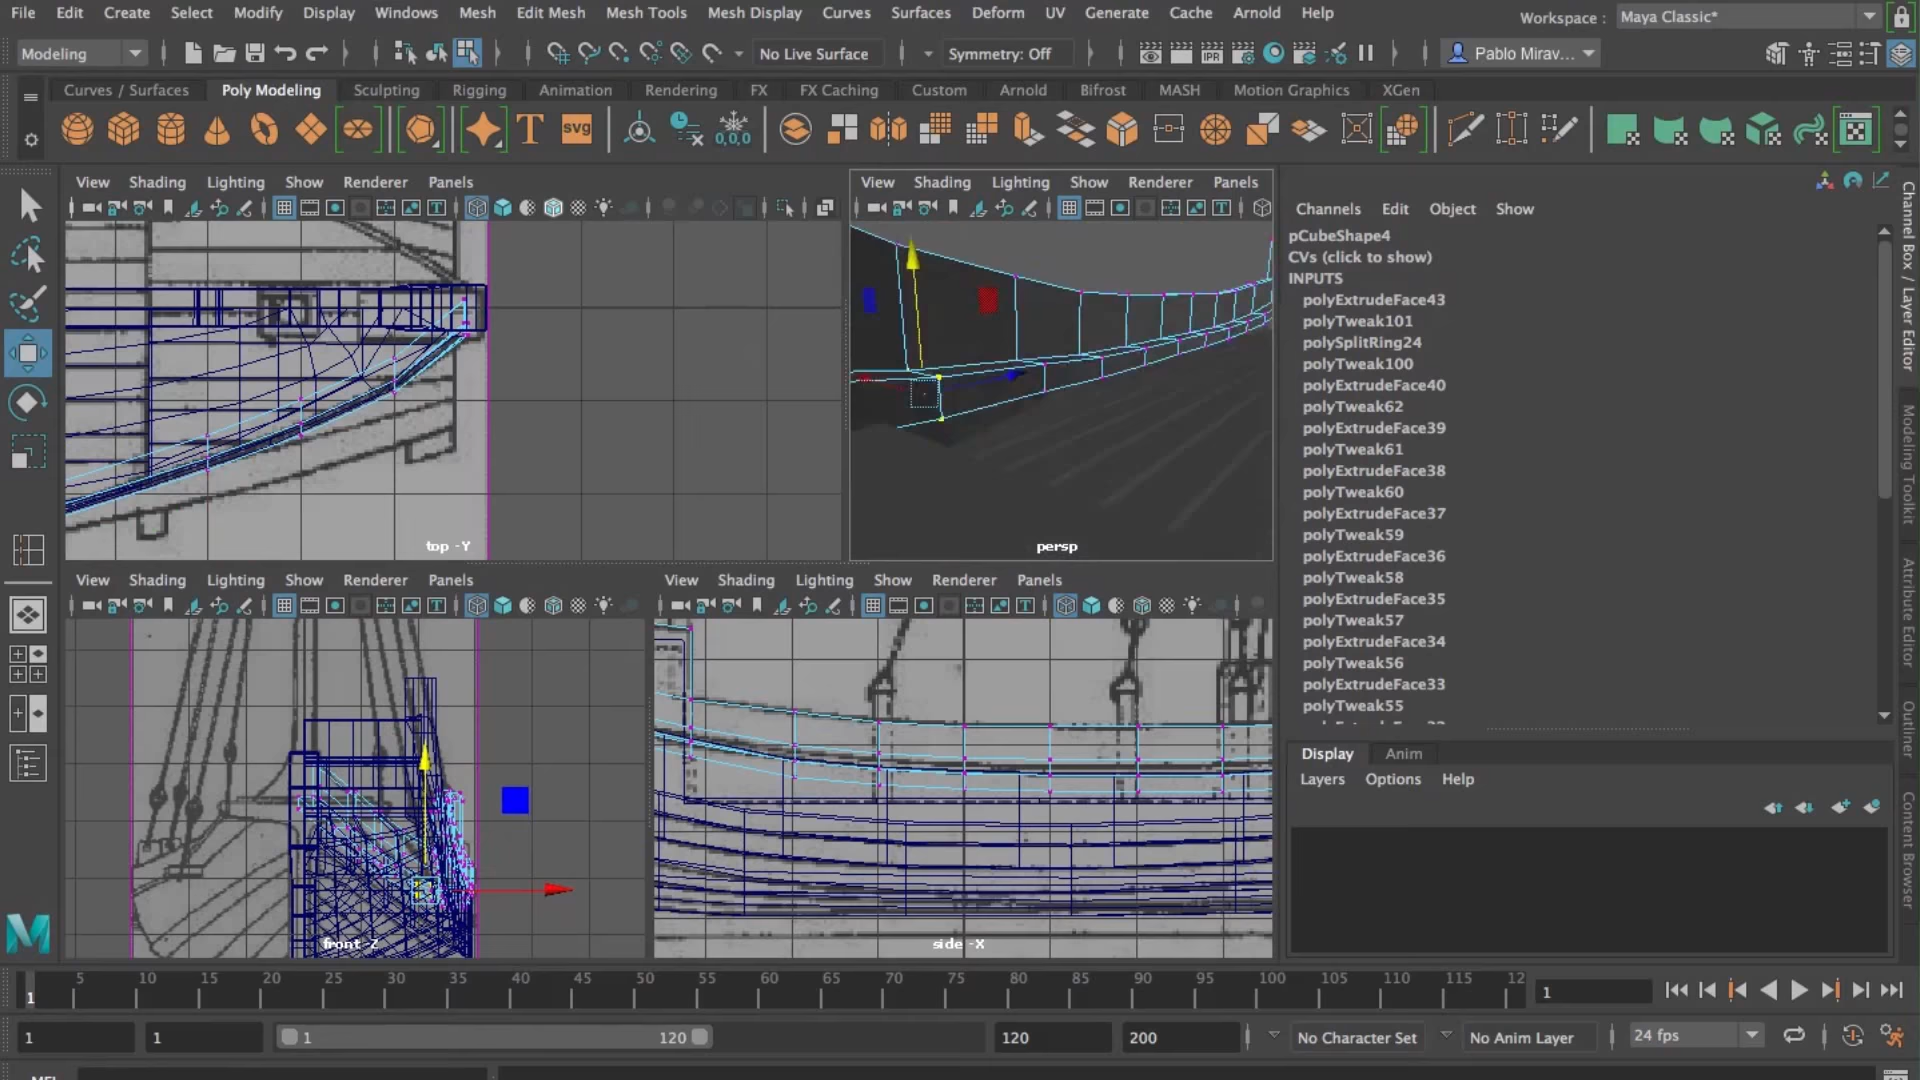 File Edit Create Select Modify Display Windows Mesh Edit Mesh Mesh Tools Mesh Display Curves Surfaces Deform UV Generate Cache Arnold Help
Workspace : Maya Classic*
Modeling No Live Surface Symmetry: Off Pablo Mirav...
IPR
Curves / Surfaces Poly Modeling Sculpting Rigging Animation Rendering FX FX Caching Custom Arnold Bifrost MASH Motion Graphics XGen
T svg 0,0,0
View Shading Lighting Show Renderer Panels
View Shading Lighting Show Renderer Panels
top -Y
persp
View Shading Lighting Show Renderer Panels
View Shading Lighting Show Renderer Panels
front -Z
side -X
Channels Edit Object Show
pCubeShape4
CVs (click to show)
INPUTS
polyExtrudeFace43
polyTweak101
polySplitRing24
polyTweak100
polyExtrudeFace40
polyTweak62
polyExtrudeFace39
polyTweak61
polyExtrudeFace38
polyTweak60
polyExtrudeFace37
polyTweak59
polyExtrudeFace36
polyTweak58
polyExtrudeFace35
polyTweak57
polyExtrudeFace34
polyTweak56
polyExtrudeFace33
polyTweak55
Display Anim
Layers Options Help
Channel Box / Layer Editor
Modeling Toolkit
Attribute Editor
Outliner
Content Browser
5 10 15 20 25 30 35 40 45 50 55 60 65 70 75 80 85 90 95 100 105 110 115 12
1
1
1 1 1 120 120 200 No Character Set No Anim Layer 24 fps
MEL